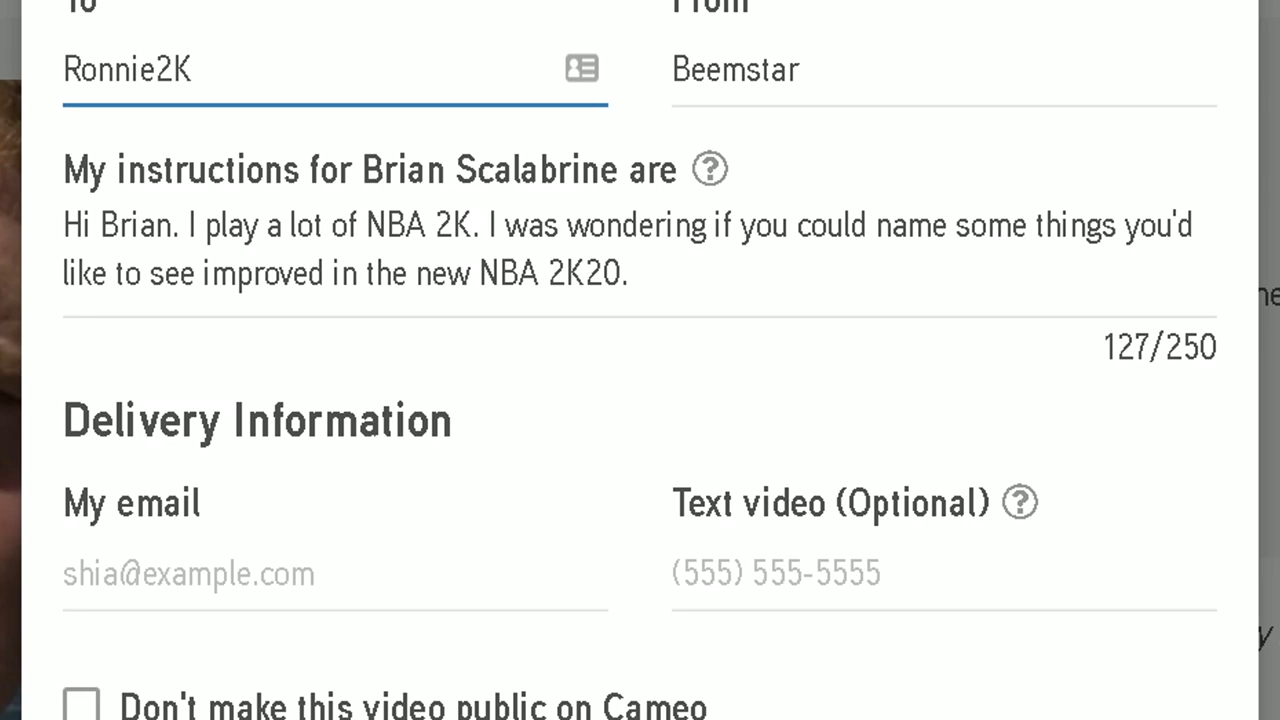 To From
Ronnie2K Beemstar
My instructions for Brian Scalabrine are ?
Hi Brian. I play a lot of NBA 2K. I was wondering if you could name some things you'd
like to see improved in the new NBA 2K20.
127/250
Delivery Information
My email Text video (Optional) ?
shia@example.com (555) 555-5555
Don't make this video public on Cameo